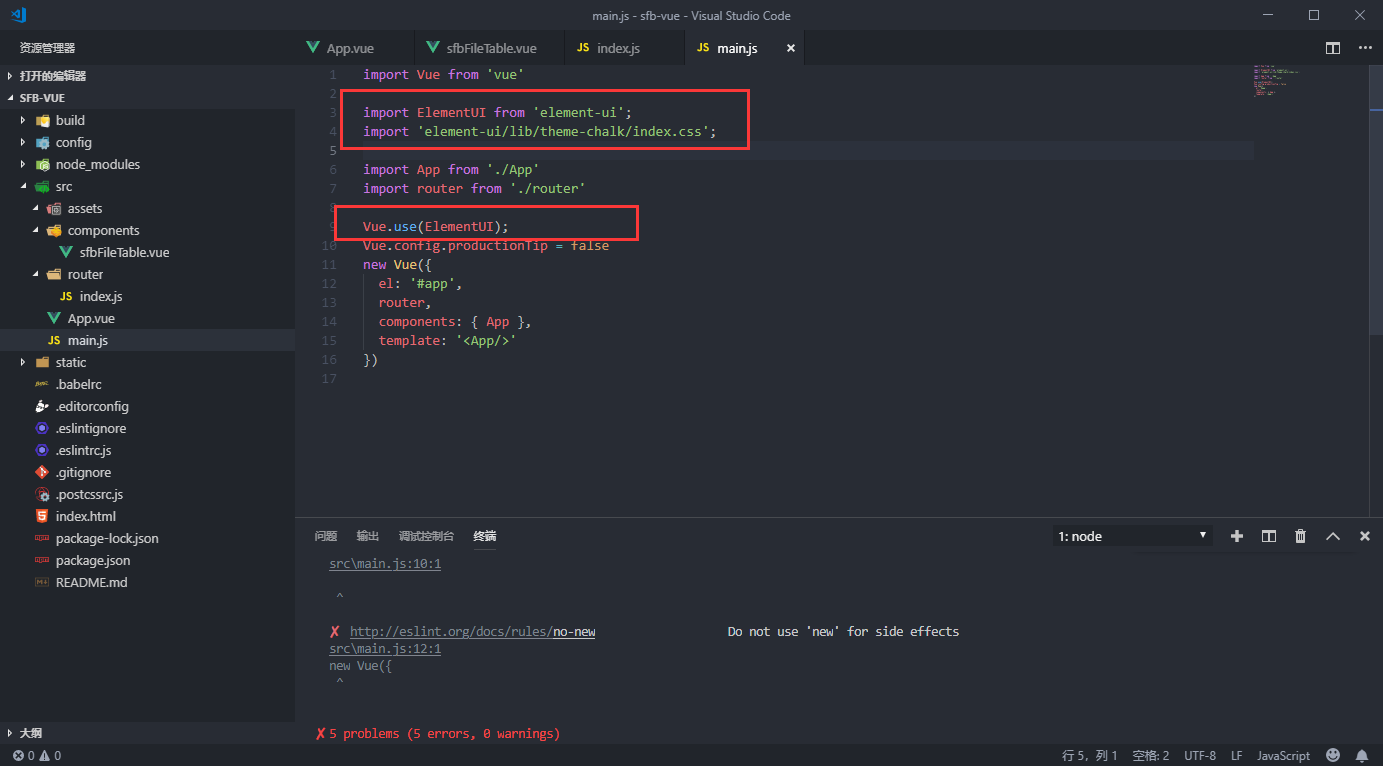 main.js - sfb-vue - Visual Studio Code
资源管理器
打开的编辑器
SFB-VUE
build
config
node_modules
src
assets
components
sfbFileTable.vue
router
JS index.js
App.vue
JS main.js
static
.babelrc
.editorconfig
.eslintignore
.eslintrc.js
.gitignore
.postcssrc.js
index.html
package-lock.json
package.json
README.md
大纲
App.vue
sfbFileTable.vue
JS index.js
JS main.js
1 import Vue from 'vue'
2
3 import ElementUI from 'element-ui';
4 import 'element-ui/lib/theme-chalk/index.css';
5
6 import App from './App'
7 import router from './router'
8
9 Vue.use(ElementUI);
10 Vue.config.productionTip = false
11 new Vue({
12 el: '#app',
13 router,
14 components: { App },
15 template: '<App/>'
16 })
17
问题 输出 调试控制台 终端
1: node
src\main.js:10:1
^
✗ http://eslint.org/docs/rules/no-new Do not use 'new' for side effects
src\main.js:12:1
new Vue({
^
✗ 5 problems (5 errors, 0 warnings)
0 0
行 5，列 1 空格: 2 UTF-8 LF JavaScript